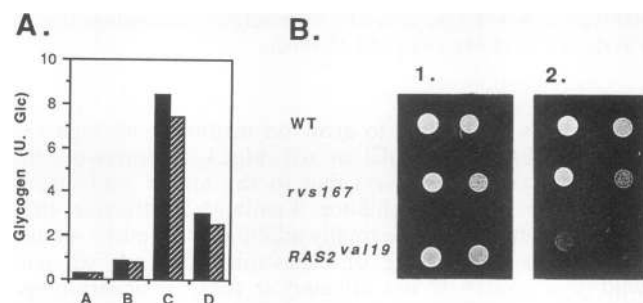 A.
B.
10
8
6
4
2
0
Glycogen (U. Glc)
A B C D
1. 2.
WT
rvs167
RAS2val19